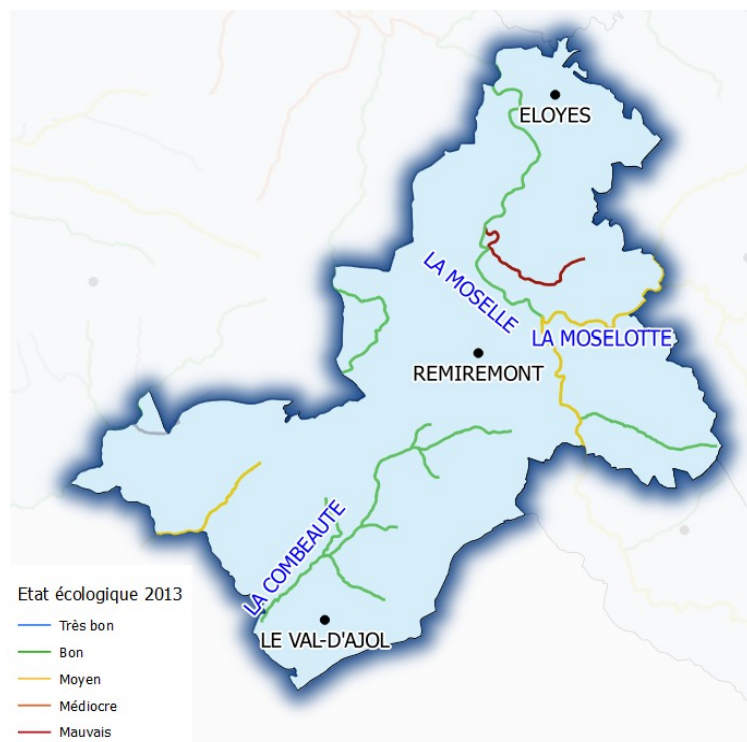 ELOYES
LA MOSELLE
LA MOSELOTTE
REMIREMONT
LA COMBEAUTE
LE VAL-D'AJOL
Etat écologique 2013
Très bon
Bon
Moyen
Médiocre
Mauvais